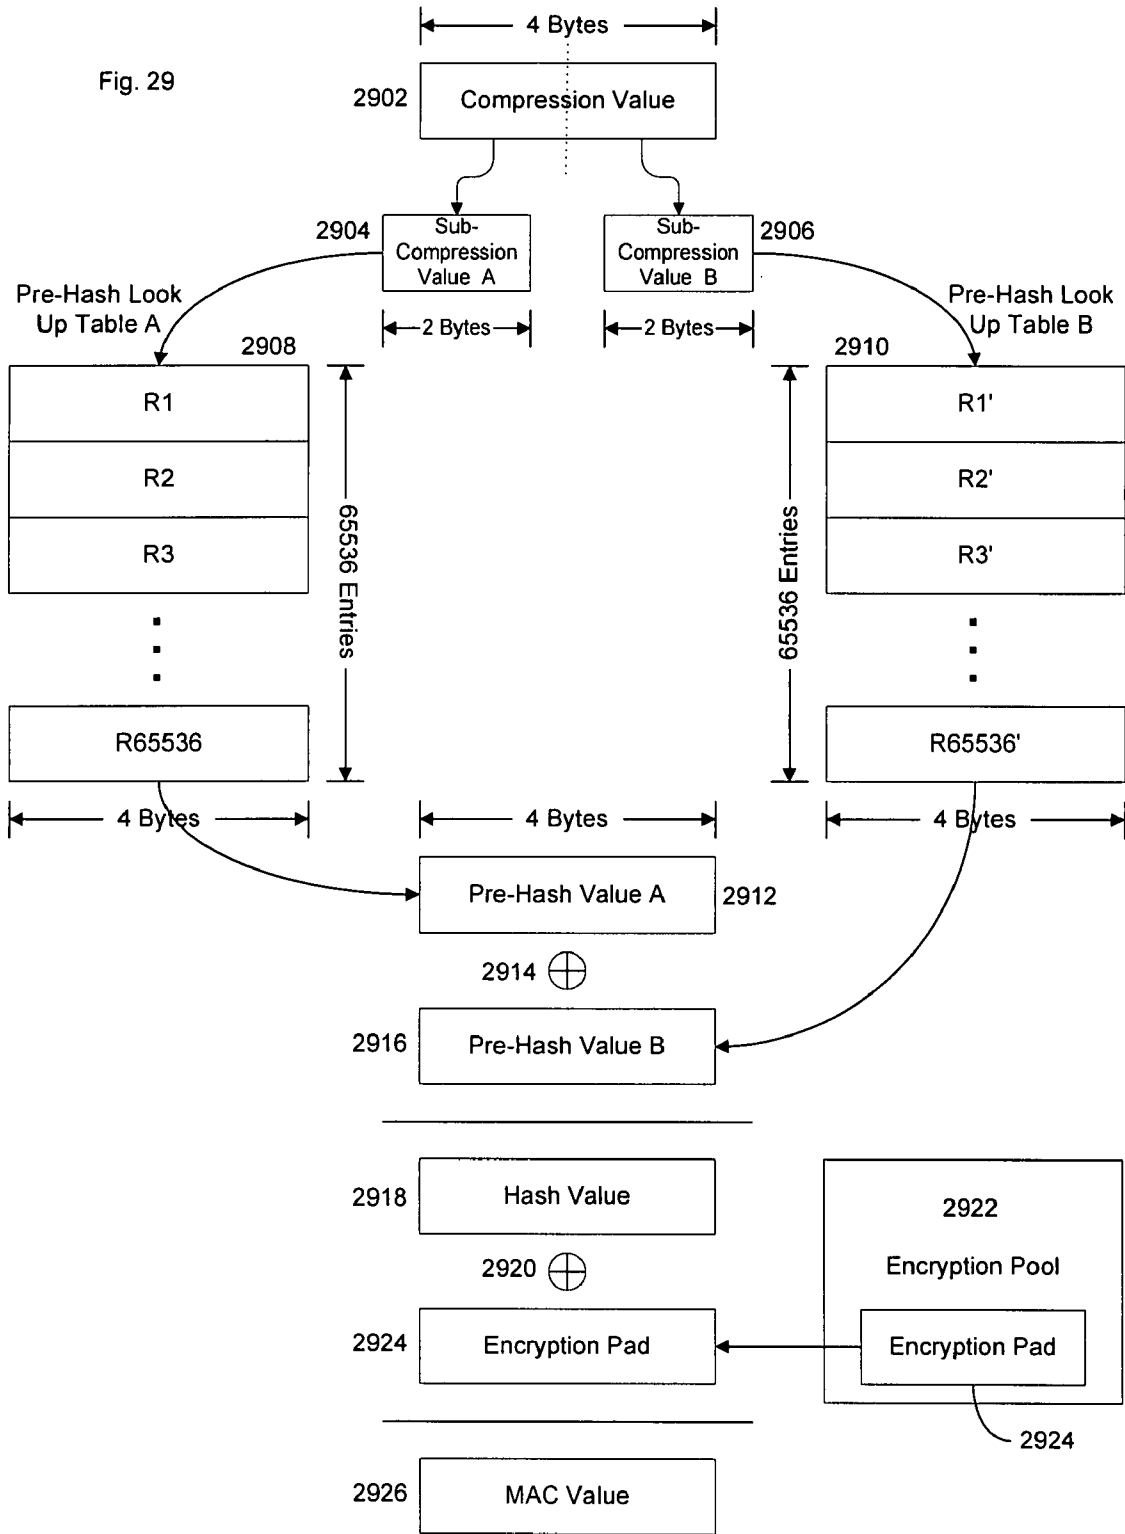 4 Bytes
Fig. 29
2902
Compression Value
2904
Sub-
Compression
Value A
Sub-
Compression
Value B
2906
Pre-Hash Look
Up Table A
2 Bytes
2 Bytes
Pre-Hash Look
Up Table B
2908
2910
R1
R2
R3
R65536
65536 Entries
65536 Entries
R1'
R2'
R3'
R65536'
4 Bytes
4 Bytes
4 Bytes
Pre-Hash Value A
2912
2914
2916
Pre-Hash Value B
2918
Hash Value
2922
Encryption Pool
2920
2924
Encryption Pad
Encryption Pad
2924
2926
MAC Value